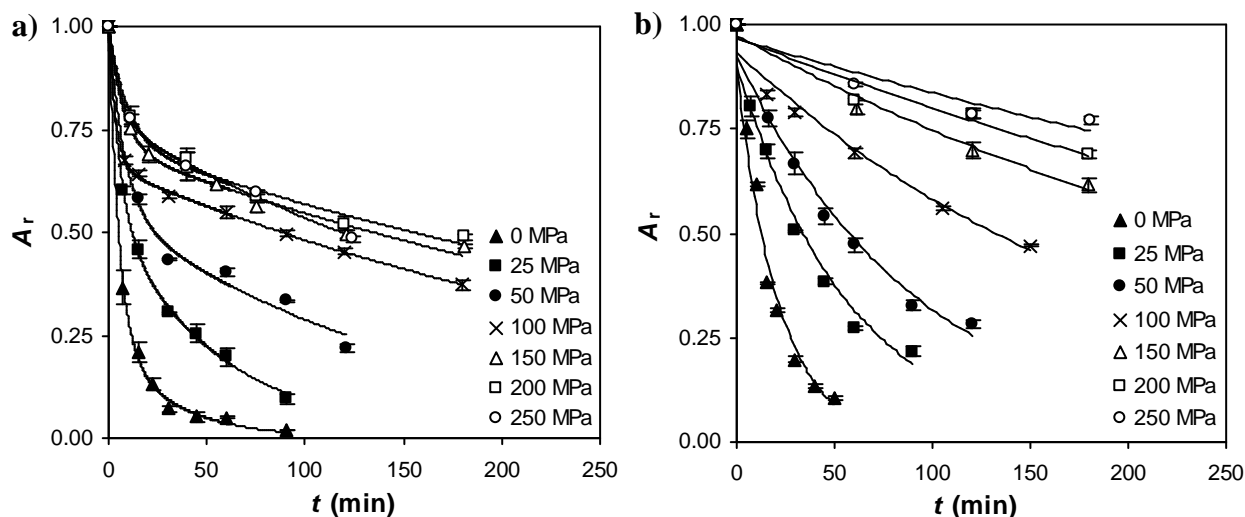 a)
1.00
0.75
0.50
0.25
0.00
A r
0 50 100 150 200 250
t (min)
0 MPa
25 MPa
50 MPa
100 MPa
150 MPa
200 MPa
250 MPa
b)
1.00
0.75
0.50
0.25
0.00
A r
0 50 100 150 200 250
t (min)
0 MPa
25 MPa
50 MPa
100 MPa
150 MPa
200 MPa
250 MPa